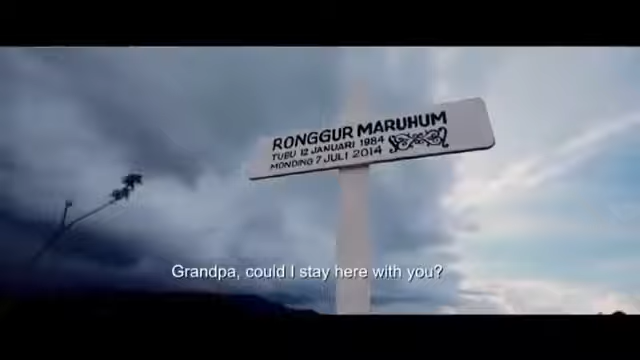 RONGGUR MARUHUM
TUBU 12 JANUARI 1984
MONDING 7 JULI 2014
Grandpa, could I stay here with you?